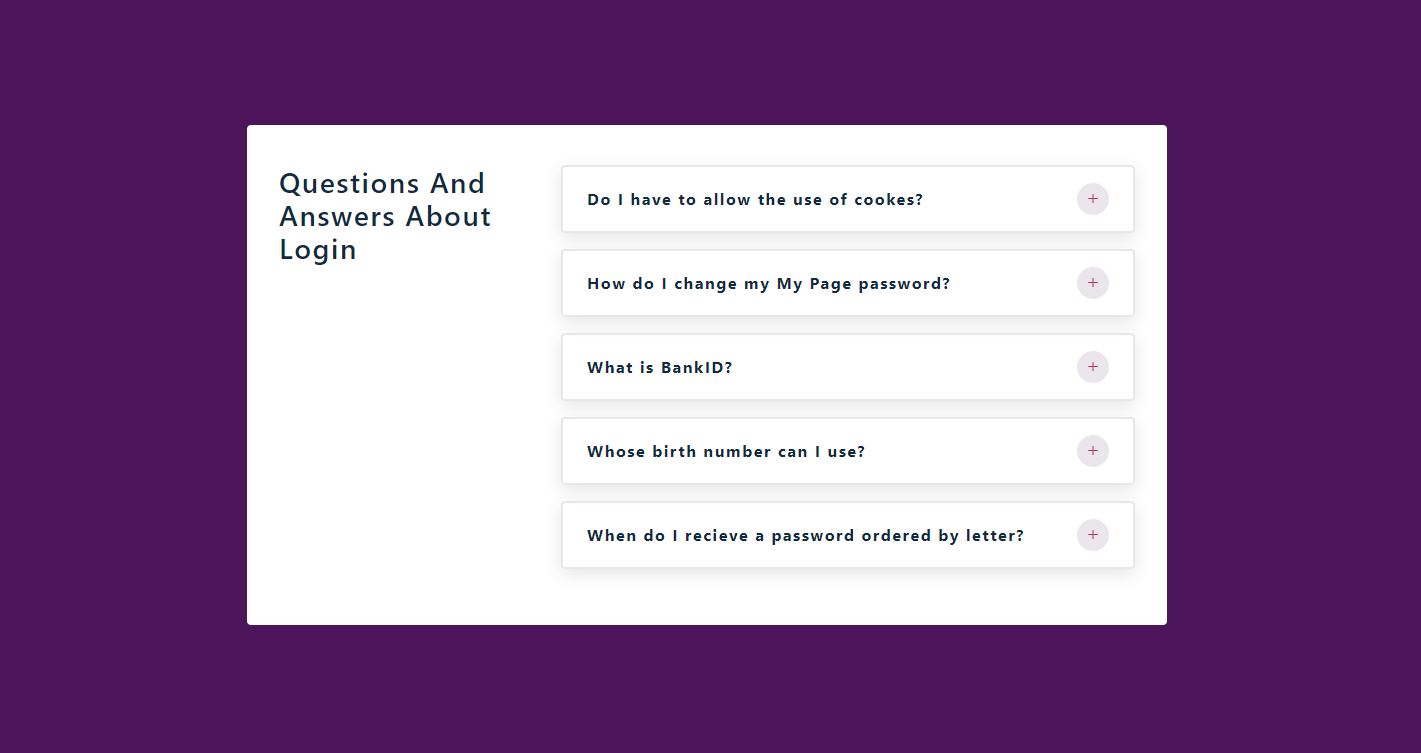 Questions And
Answers About
Login
Do I have to allow the use of cookes?
+
How do I change my My Page password?
+
What is BankID?
+
Whose birth number can I use?
+
When do I recieve a password ordered by letter?
+